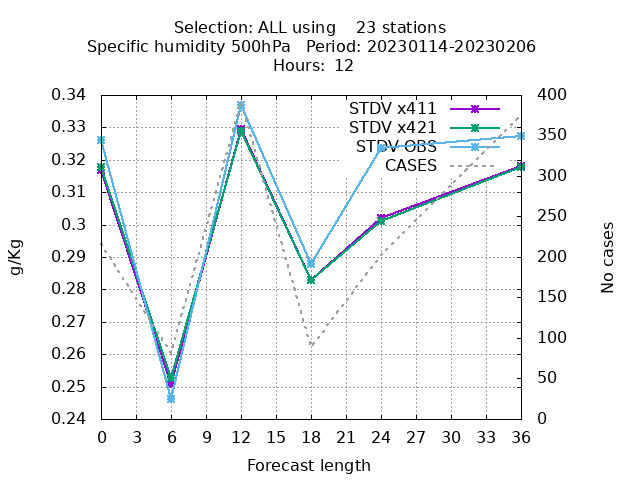 Selection: ALL using 23 stations
Specific humidity 500hPa Period: 20230114-20230206
Hours: 12
0.34
0.33
0.32
0.31
0.3
0.29
0.28
0.27
0.26
0.25
0.24
g/Kg
STDV x411
STDV x421
STDV OBS
CASES
400
350
300
250
200
150
100
50
0
No cases
0 3 6 9 12 15 18 21 24 27 30 33 36
Forecast length